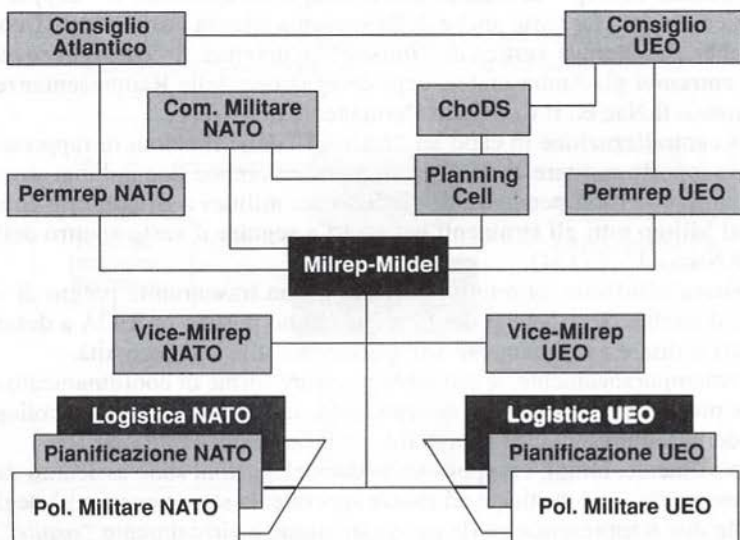 Consiglio
Atlantico
Consiglio
UEO
Com. Militare
NATO
ChoDS
Planning
Cell
Permrep NATO
Permrep UEO
Milrep-Mildel
Vice-Milrep
NATO
Vice-Milrep
UEO
Logistica NATO
Logistica UEO
Pianificazione NATO
Pianificazione UEO
Pol. Militare NATO
Pol. Militare UEO